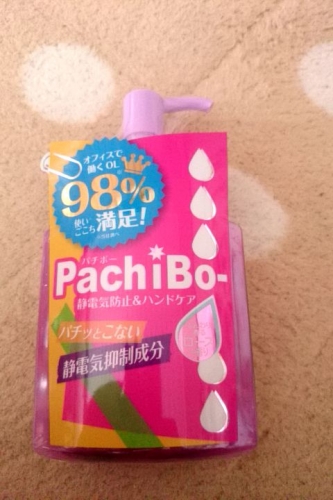 オフィスで
働くOL
98%
使い
ごこち
満足!
パチボー
PachiBo-
静電気防止&ハンドケア
パチッとこない
静電気抑制成分